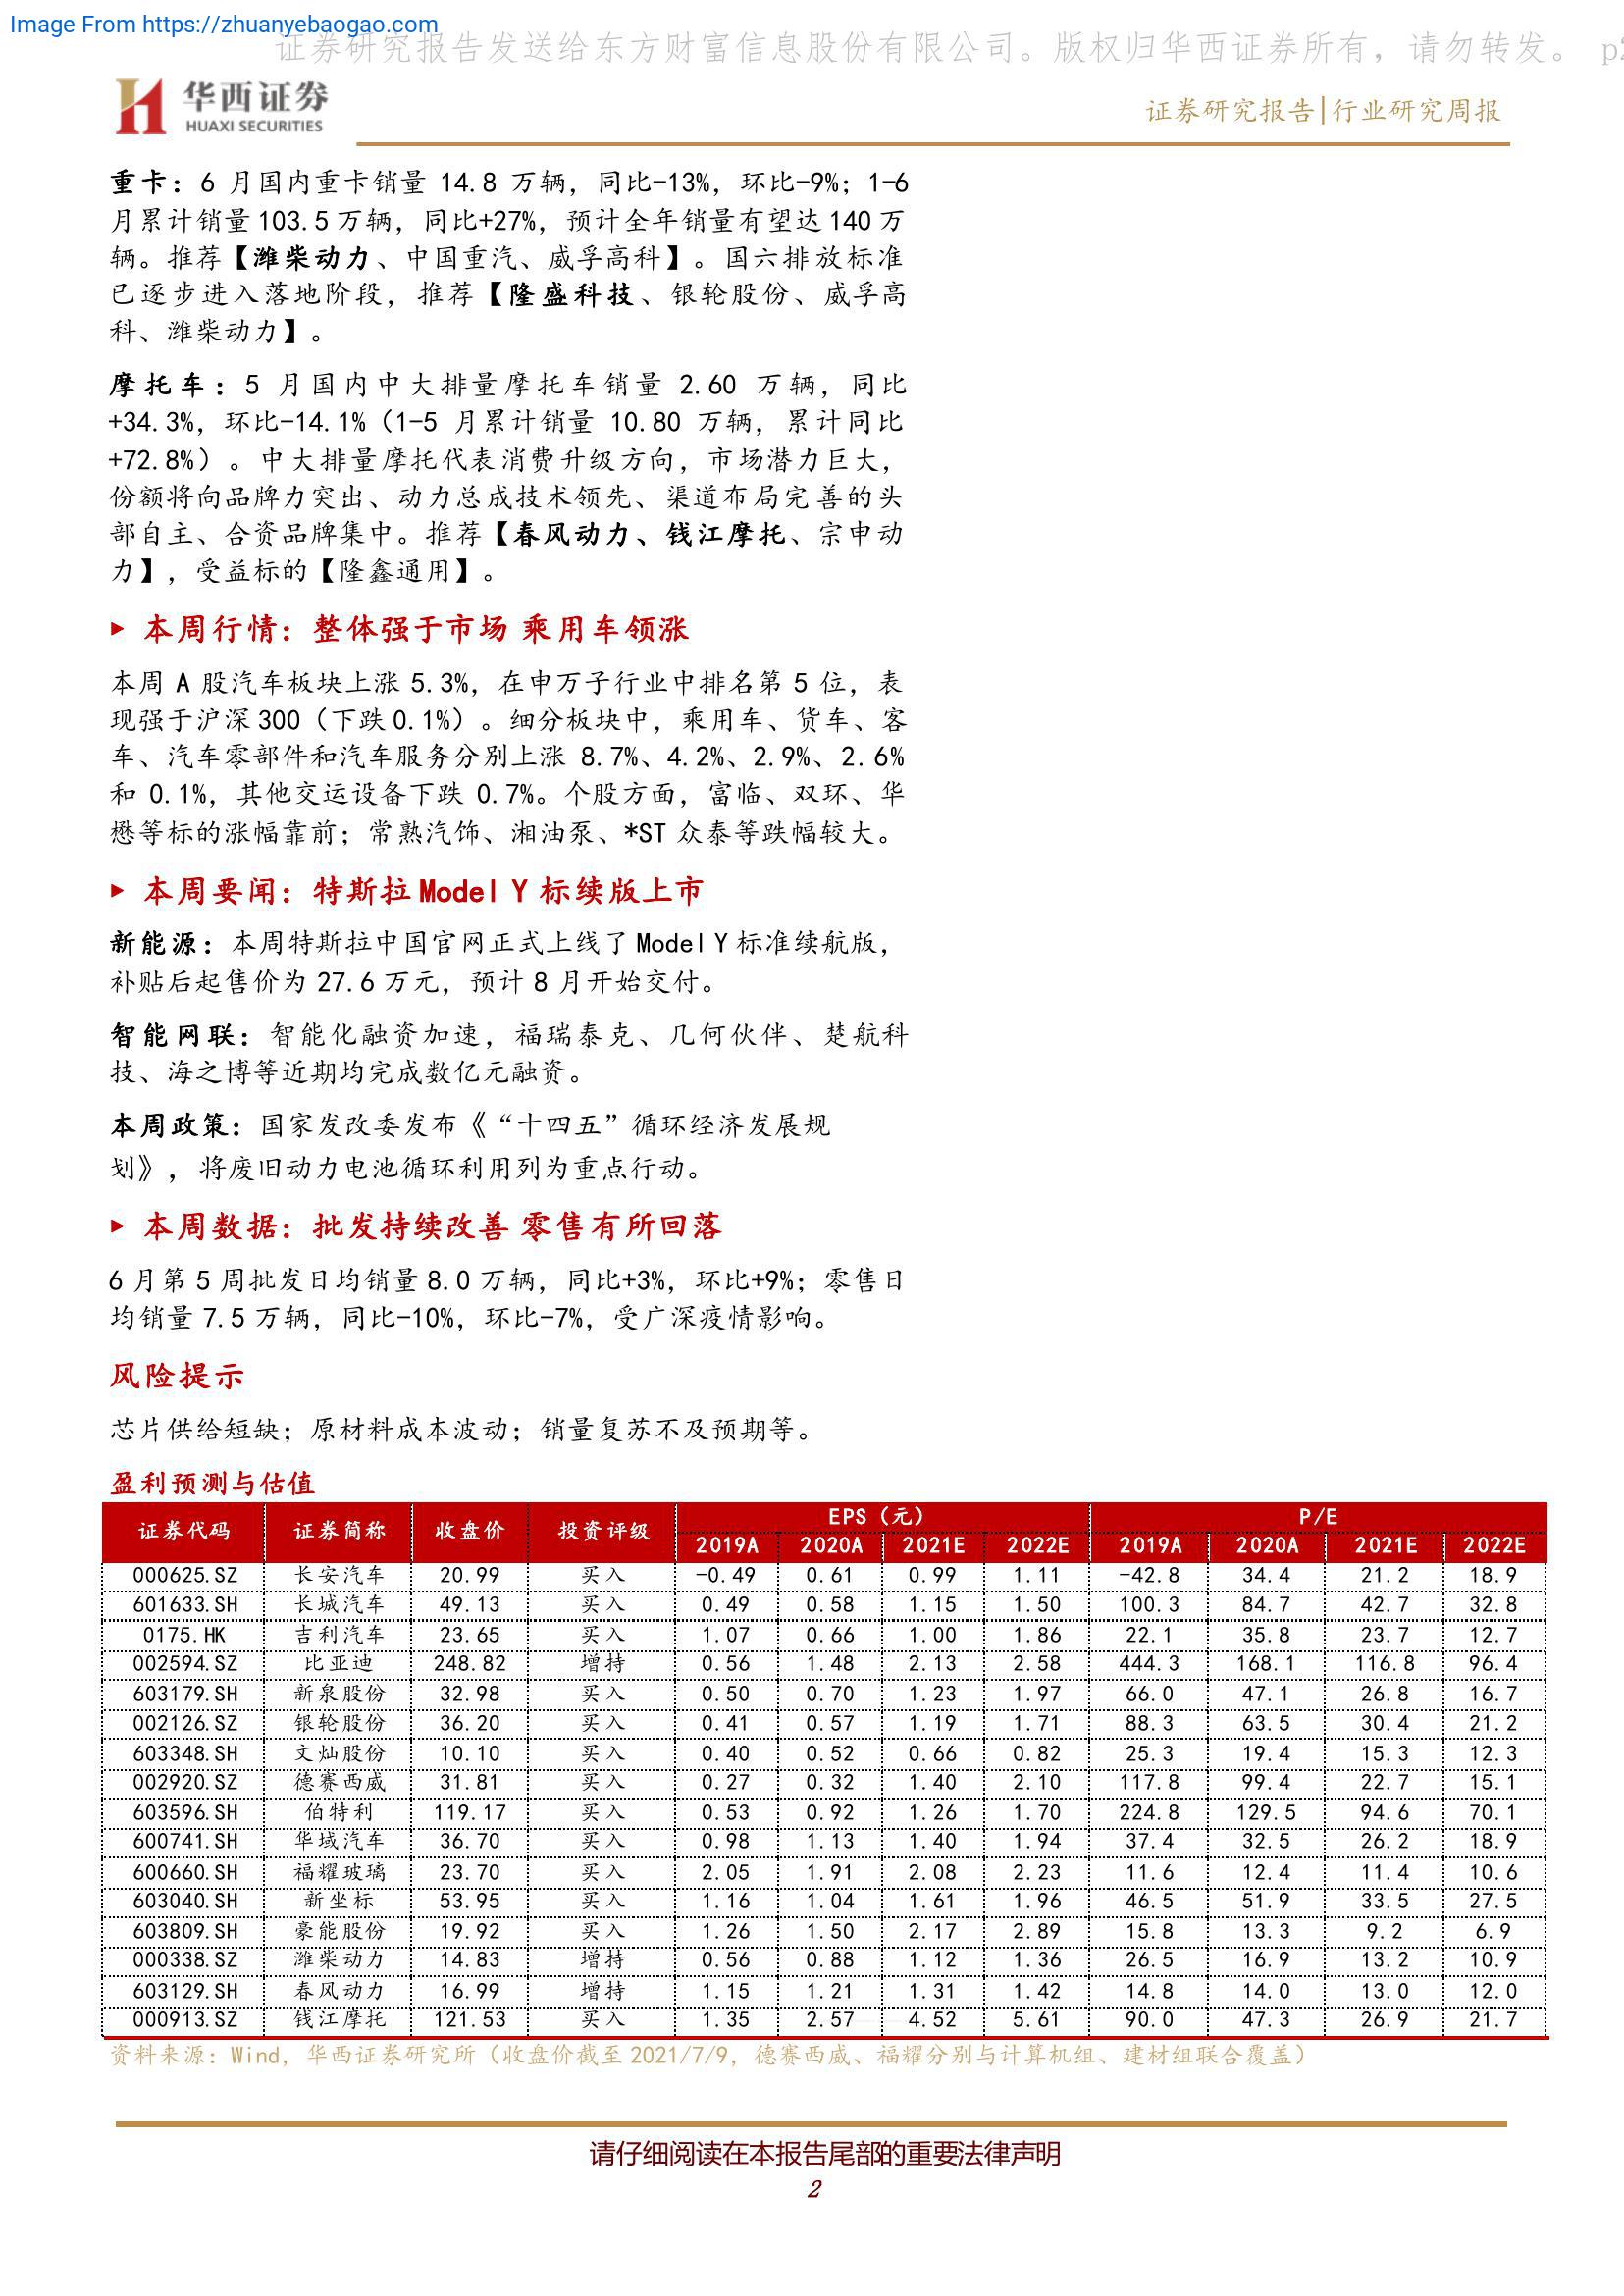 Image From https://zhuanyebaogao.com
证券研究报告发送给东方财富信息股份有限公司。版权归华西证券所有，请勿转发。 p2
华西证券
HUAXI SECURITIES
证券研究报告|行业研究周报
重卡：6 月国内重卡销量 14.8 万辆，同比-13%，环比-9%；1-6
月累计销量 103.5 万辆，同比+27%，预计全年销量有望达 140 万
辆。推荐【潍柴动力、中国重汽、威孚高科】。国六排放标准
已逐步进入落地阶段，推荐【隆盛科技、银轮股份、威孚高
科、潍柴动力】。
摩托车：5 月国内中大排量摩托车销量 2.60 万辆，同比
+34.3%，环比-14.1%（1-5 月累计销量 10.80 万辆，累计同比
+72.8%）。中大排量摩托代表消费升级方向，市场潜力巨大，
份额将向品牌力突出、动力总成技术领先、渠道布局完善的头
部自主、合资品牌集中。推荐【春风动力、钱江摩托、宗申动
力】，受益标的【隆鑫通用】。
▶ 本周行情：整体强于市场 乘用车领涨
本周 A 股汽车板块上涨 5.3%，在申万子行业中排名第 5 位，表
现强于沪深 300（下跌 0.1%）。细分板块中，乘用车、货车、客
车、汽车零部件和汽车服务分别上涨 8.7%、4.2%、2.9%、2.6%
和 0.1%，其他交运设备下跌 0.7%。个股方面，富临、双环、华
懋等标的涨幅靠前；常熟汽饰、湘油泵、*ST 众泰等跌幅较大。
▶ 本周要闻：特斯拉 Model Y 标续版上市
新能源：本周特斯拉中国官网正式上线了 Model Y 标准续航版，
补贴后起售价为 27.6 万元，预计 8 月开始交付。
智能网联：智能化融资加速，福瑞泰克、几何伙伴、楚航科
技、海之博等近期均完成数亿元融资。
本周政策：国家发改委发布《“十四五”循环经济发展规
划》，将废旧动力电池循环利用列为重点行动。
▶ 本周数据：批发持续改善 零售有所回落
6 月第 5 周批发日均销量 8.0 万辆，同比+3%，环比+9%；零售日
均销量 7.5 万辆，同比-10%，环比-7%，受广深疫情影响。
风险提示
芯片供给短缺；原材料成本波动；销量复苏不及预期等。
盈利预测与估值
证券代码 证券简称 收盘价 投资评级 EPS（元） P/E
2019A 2020A 2021E 2022E 2019A 2020A 2021E 2022E
000625.SZ 长安汽车 20.99 买入 -0.49 0.61 0.99 1.11 -42.8 34.4 21.2 18.9
601633.SH 长城汽车 49.13 买入 0.49 0.58 1.15 1.50 100.3 84.7 42.7 32.8
0175.HK 吉利汽车 23.65 买入 1.07 0.66 1.00 1.86 22.1 35.8 23.7 12.7
002594.SZ 比亚迪 248.82 增持 0.56 1.48 2.13 2.58 444.3 168.1 116.8 96.4
603179.SH 新泉股份 32.98 买入 0.50 0.70 1.23 1.97 66.0 47.1 26.8 16.7
002126.SZ 银轮股份 36.20 买入 0.41 0.57 1.19 1.71 88.3 63.5 30.4 21.2
603348.SH 文灿股份 10.10 买入 0.40 0.52 0.66 0.82 25.3 19.4 15.3 12.3
002920.SZ 德赛西威 31.81 买入 0.27 0.32 1.40 2.10 117.8 99.4 22.7 15.1
603596.SH 伯特利 119.17 买入 0.53 0.92 1.26 1.70 224.8 129.5 94.6 70.1
600741.SH 华域汽车 36.70 买入 0.98 1.13 1.40 1.94 37.4 32.5 26.2 18.9
600660.SH 福耀玻璃 23.70 买入 2.05 1.91 2.08 2.23 11.6 12.4 11.4 10.6
603040.SH 新坐标 53.95 买入 1.16 1.04 1.61 1.96 46.5 51.9 33.5 27.5
603809.SH 豪能股份 19.92 买入 1.26 1.50 2.17 2.89 15.8 13.3 9.2 6.9
000338.SZ 潍柴动力 14.83 增持 0.56 0.88 1.12 1.36 26.5 16.9 13.2 10.9
603129.SH 春风动力 16.99 增持 1.15 1.21 1.31 1.42 14.8 14.0 13.0 12.0
000913.SZ 钱江摩托 121.53 买入 1.35 2.57 4.52 5.61 90.0 47.3 26.9 21.7
资料来源：Wind，华西证券研究所（收盘价截至 2021/7/9，德赛西威、福耀分别与计算机组、建材组联合覆盖）
请仔细阅读在本报告尾部的重要法律声明
2